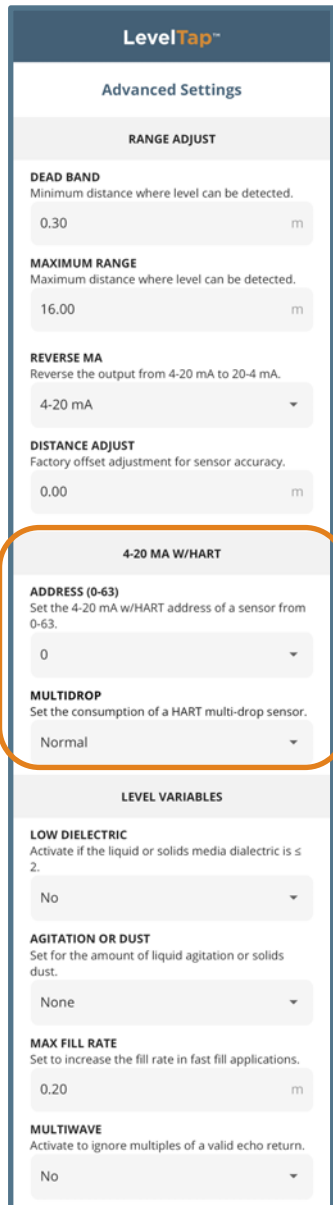 LevelTap™
Advanced Settings
RANGE ADJUST
DEAD BAND
Minimum distance where level can be detected.
0.30 m
MAXIMUM RANGE
Maximum distance where level can be detected.
16.00 m
REVERSE MA
Reverse the output from 4-20 mA to 20-4 mA.
4-20 mA
DISTANCE ADJUST
Factory offset adjustment for sensor accuracy.
0.00 m
4-20 MA W/HART
ADDRESS (0-63)
Set the 4-20 mA w/HART address of a sensor from
0-63.
0
MULTIDROP
Set the consumption of a HART multi-drop sensor.
Normal
LEVEL VARIABLES
LOW DIELECTRIC
Activate if the liquid or solids media dialectric is ≤
2.
No
AGITATION OR DUST
Set for the amount of liquid agitation or solids
dust.
None
MAX FILL RATE
Set to increase the fill rate in fast fill applications.
0.20 m
MULTIWAVE
Activate to ignore multiples of a valid echo return.
No